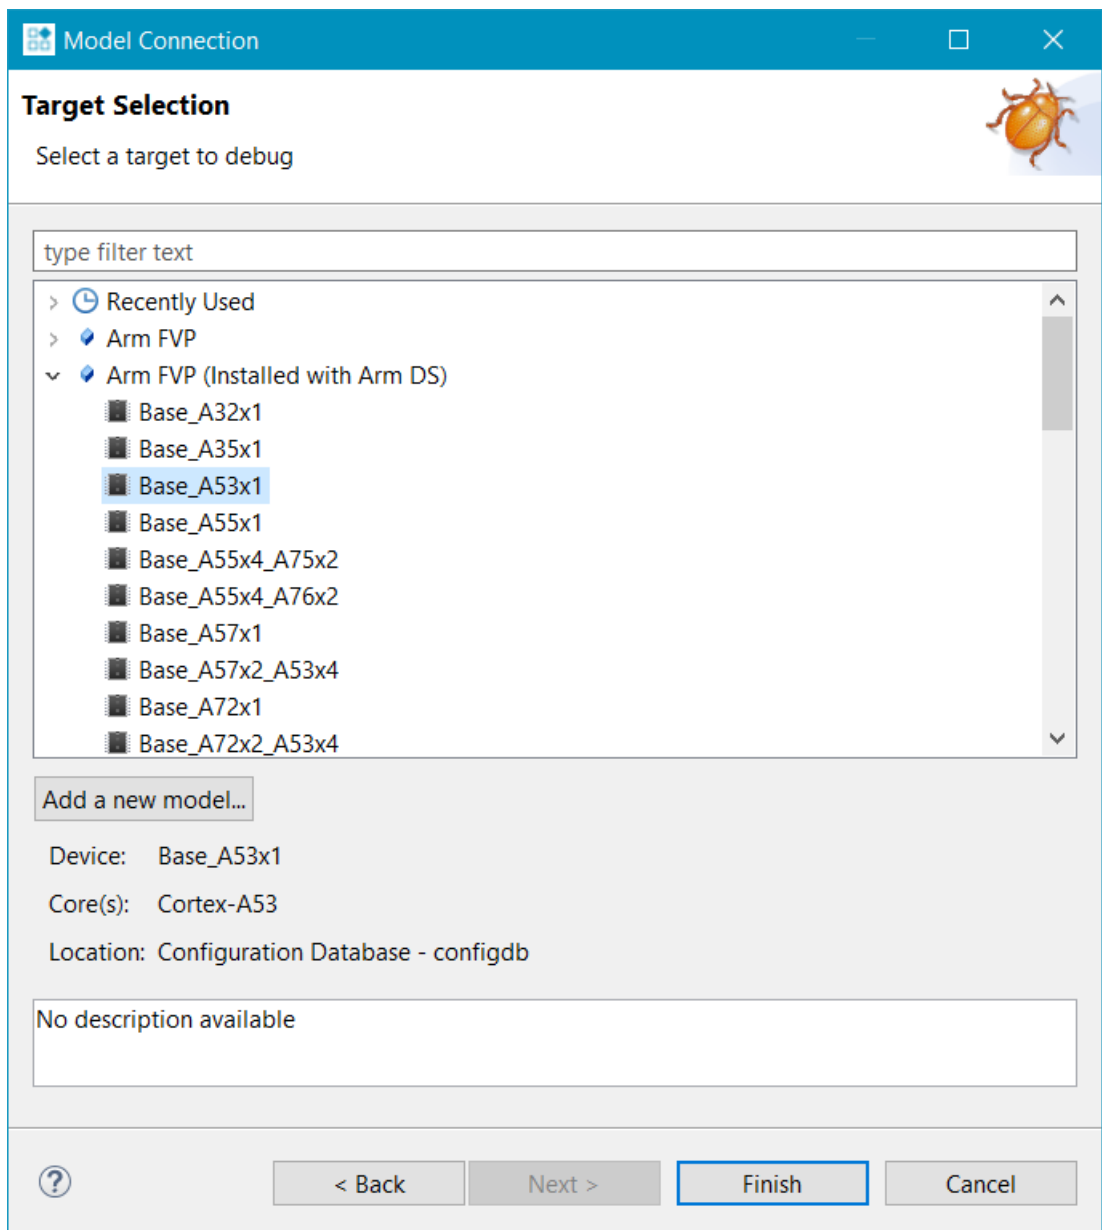 Model Connection
Target Selection
Select a target to debug
type filter text
Recently Used
Arm FVP
Arm FVP (Installed with Arm DS)
Base_A32x1
Base_A35x1
Base_A53x1
Base_A55x1
Base_A55x4_A75x2
Base_A55x4_A76x2
Base_A57x1
Base_A57x2_A53x4
Base_A72x1
Base_A72x2_A53x4
Add a new model...
Device: Base_A53x1
Core(s): Cortex-A53
Location: Configuration Database - configdb
No description available
? < Back Next > Finish Cancel